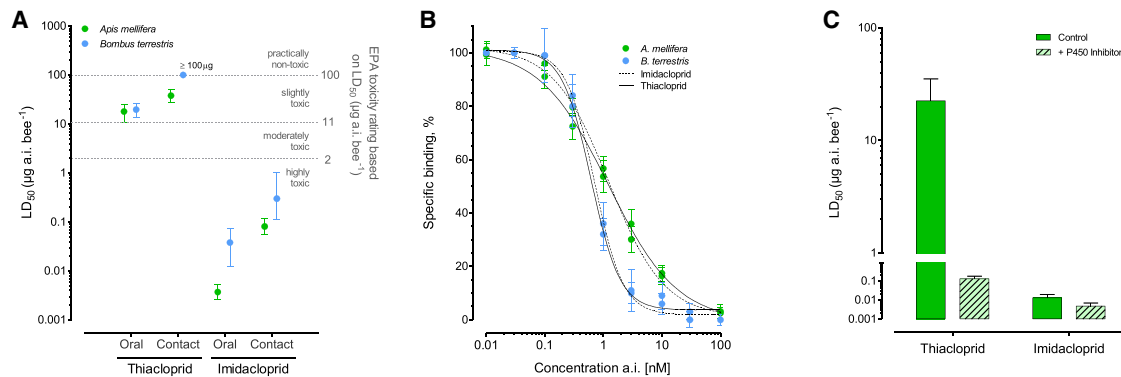 A
LD50 (µg a.i. bee−1)
1000
100
10
1
0.1
0.01
0.001
Apis mellifera
Bombus terrestris
≥ 100µg
practically
non-toxic
100
slightly
toxic
11
moderately
toxic
2
highly
toxic
EPA toxicity rating based
on LD50 (µg a.i. bee−1)
Oral
Contact
Oral
Contact
Thiacloprid
Imidacloprid
B
Specific binding, %
100
80
60
40
20
0
A. mellifera
B. terrestris
Imidacloprid
Thiacloprid
0.01
0.1
1
10
100
Concentration a.i. [nM]
C
LD50 (µg a.i. bee−1)
100
10
1
0.1
0.01
0.001
Control
+ P450 Inhibitor
Thiacloprid
Imidacloprid